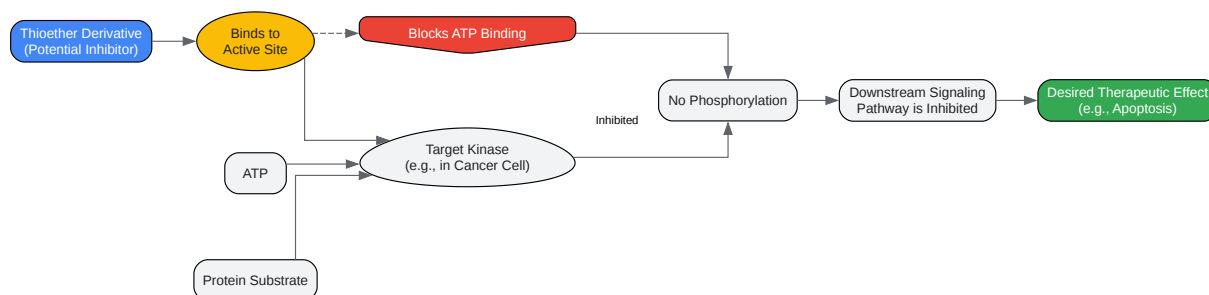 Thioether Derivative
(Potential Inhibitor)
Binds to
Active Site
Blocks ATP Binding
No Phosphorylation
Downstream Signaling
Pathway is Inhibited
Desired Therapeutic Effect
(e.g., Apoptosis)
Inhibited
Target Kinase
(e.g., in Cancer Cell)
ATP
Protein Substrate